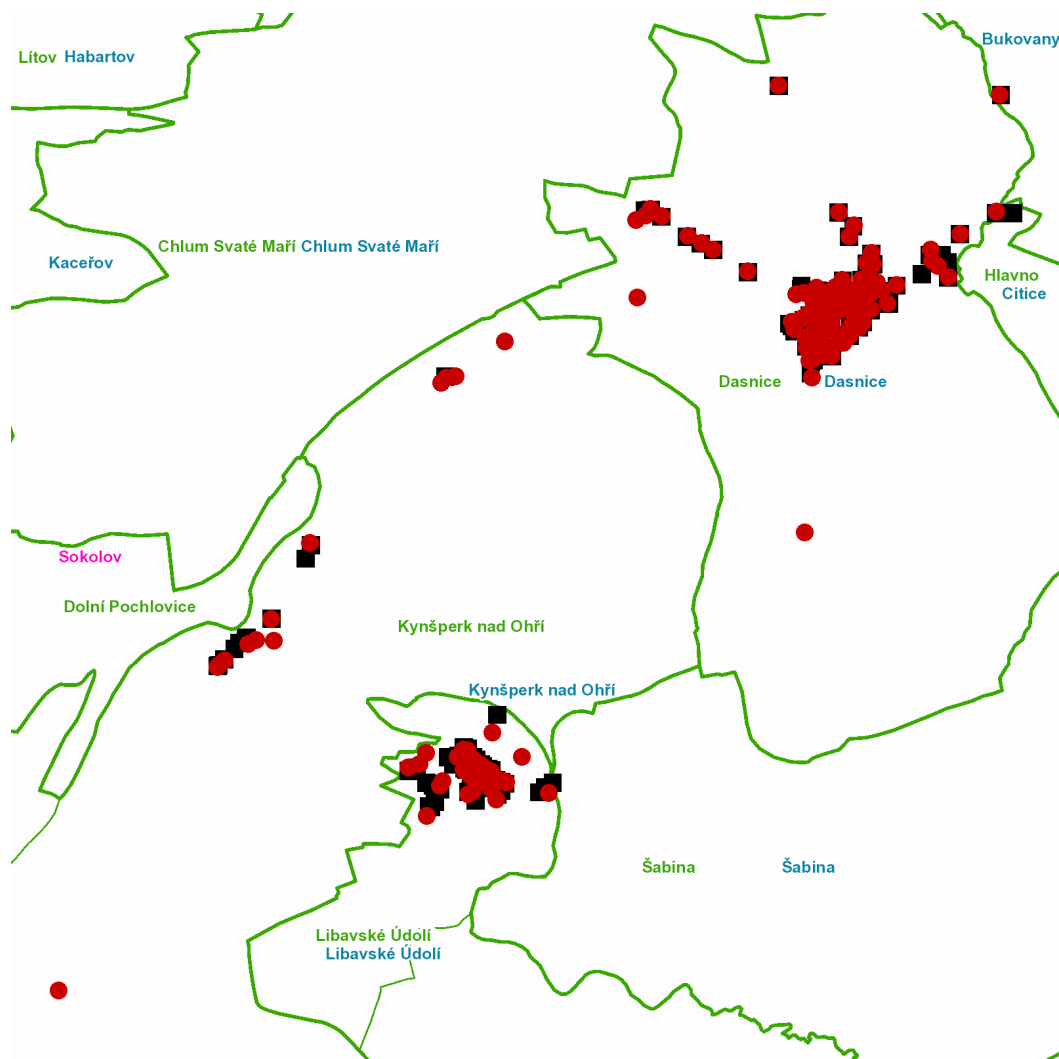 Bukovany
Lítov Habartov
Chlum Svaté Maří Chlum Svaté Maří
Kaceřov
Hlavno
Citice
Dasnice Dasnice
Sokolov
Dolní Pochlovice
Kynšperk nad Ohří
Kynšperk nad Ohří
Šabina Šabina
Libavské Údolí
Libavské Údolí